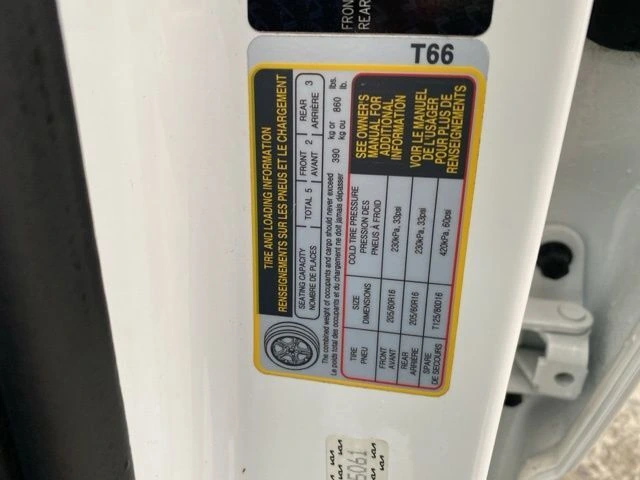 FRON
REAR
T66
TIRE AND LOADING INFORMATION
RENSEIGNEMENTS SUR LES PNEUS ET LE CHARGEMENT
SEATING CAPACITY
NOMBRE DE PLACES
TOTAL 5
FRONT 2
AVANT
REAR 3
ARRIÈRE
The combined weight of occupants and cargo should never exceed
Le poids total des occupants et du chargement ne doit jamais dépasser
390 kg or 860 lbs.
kg ou lb.
TIRE SIZE COLD TIRE PRESSURE
PNEU DIMENSIONS PRESSION DES
PNEUS À FROID
FRONT
AVANT 205/60R16 230kPa, 33psi
REAR
ARRIÈRE 205/60R16 230kPa, 33psi
SPARE
DE SECOURS T125/80D16 420kPa, 60psi
SEE OWNER'S
MANUAL FOR
ADDITIONAL
INFORMATION
VOIR LE MANUEL
DE L'USAGER
POUR PLUS DE
RENSEIGNEMENTS
5061